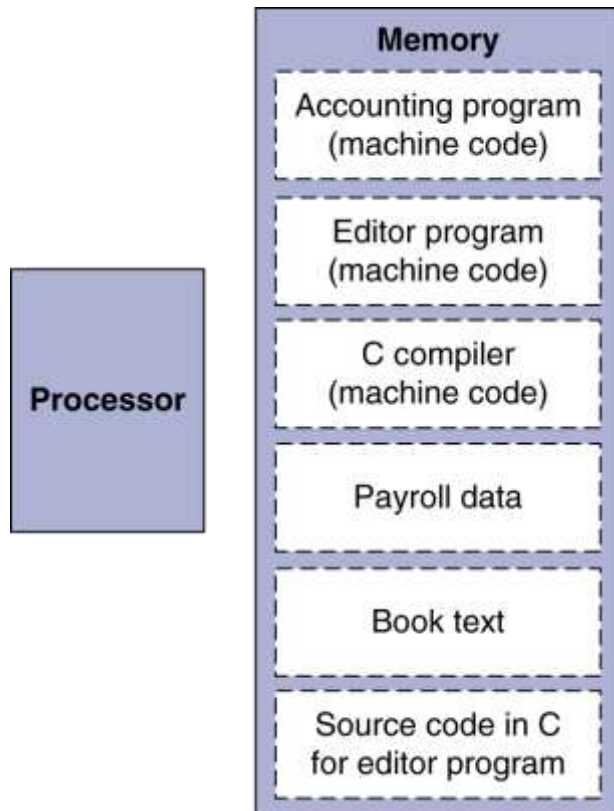 Memory
Accounting program
(machine code)
Editor program
(machine code)
C compiler
(machine code)
Processor
Payroll data
Book text
Source code in C
for editor program